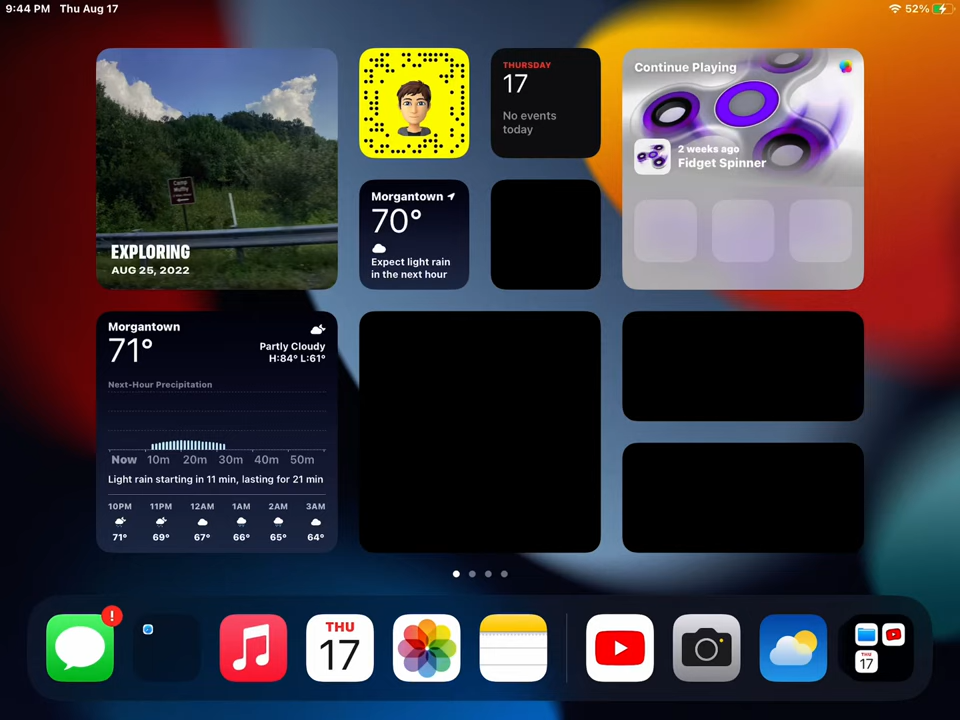 9:44 PM Thu Aug 17
52%
EXPLORING
AUG 25, 2022
THURSDAY
17
No events
today
Continue Playing
2 weeks ago
Fidget Spinner
Morgantown
70°
Expect light rain
in the next hour
Morgantown
71°
Partly Cloudy
H:84° L:61°
Next-Hour Precipitation
Now 10m 20m 30m 40m 50m
Light rain starting in 11 min, lasting for 21 min
10PM 11PM 12AM 1AM 2AM 3AM
71° 69° 67° 66° 65° 64°
!
THU
17
THU
17